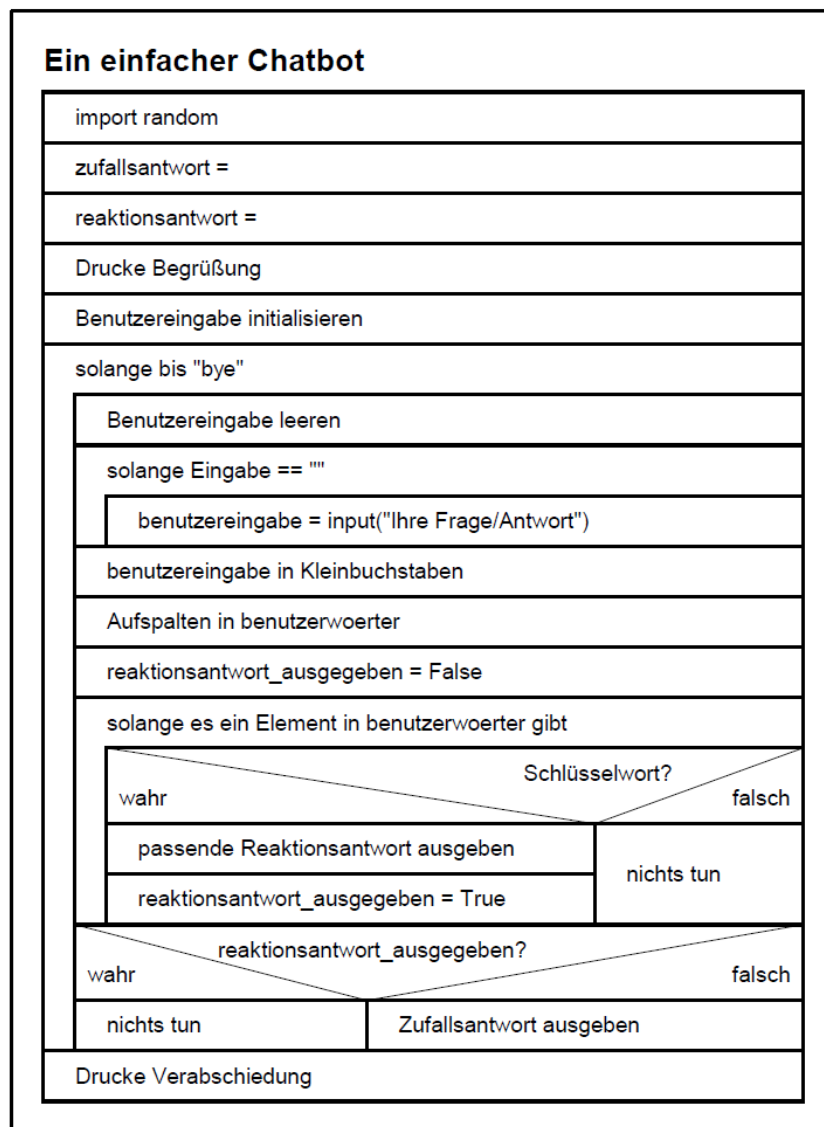 Ein einfacher Chatbot
import random
zufallsantwort =
reaktionsantwort =
Drucke Begrüßung
Benutzereingabe initialisieren
solange bis "bye"
Benutzereingabe leeren
solange Eingabe == ""
benutzereingabe = input("Ihre Frage/Antwort")
benutzereingabe in Kleinbuchstaben
Aufspalten in benutzerwoerter
reaktionsantwort_ausgegeben = False
solange es ein Element in benutzerwoerter gibt
Schlüsselwort?
wahr falsch
passende Reaktionsantwort ausgeben
nichts tun
reaktionsantwort_ausgegeben = True
reaktionsantwort_ausgegeben?
wahr falsch
nichts tun Zufallsantwort ausgeben
Drucke Verabschiedung